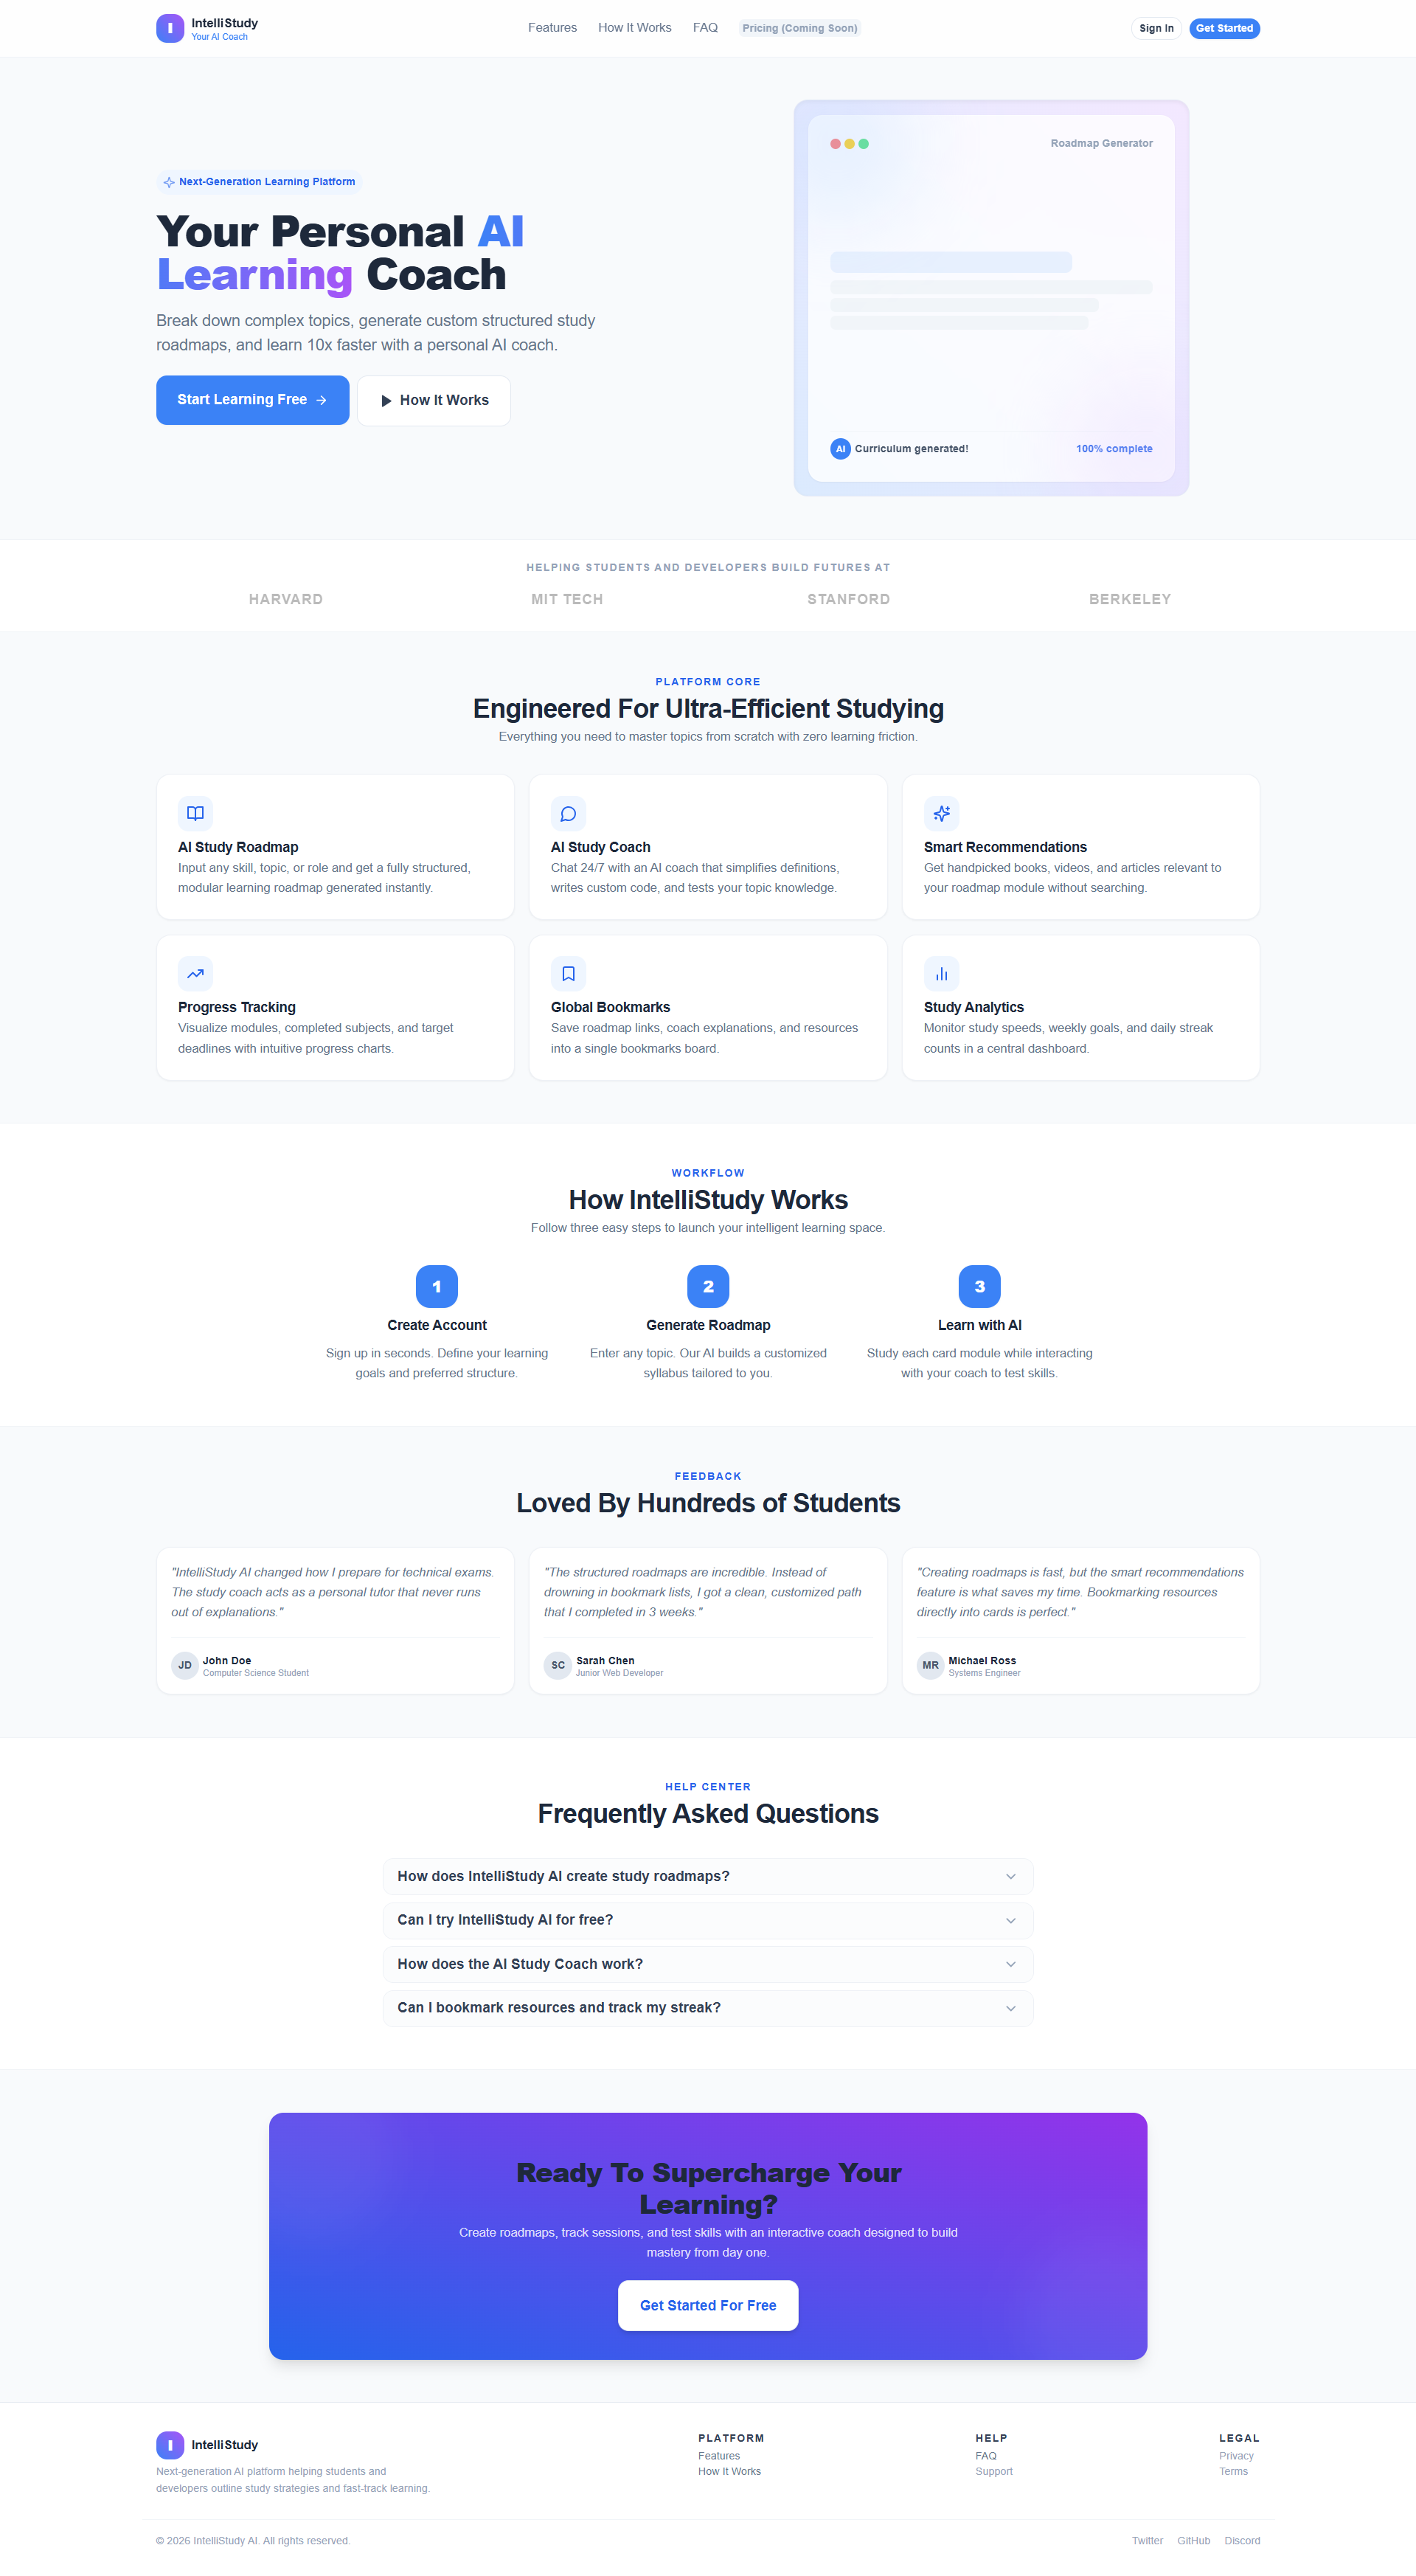 I
IntelliStudy
Your AI Coach
Features
How It Works
FAQ
Pricing (Coming Soon)
Sign In
Get Started
Next-Generation Learning Platform
Your Personal AI
Learning Coach
Break down complex topics, generate custom structured study
roadmaps, and learn 10x faster with a personal AI coach.
Start Learning Free
How It Works
Roadmap Generator
AI
Curriculum generated!
100% complete
HELPING STUDENTS AND DEVELOPERS BUILD FUTURES AT
HARVARD
MIT TECH
STANFORD
BERKELEY
PLATFORM CORE
Engineered For Ultra-Efficient Studying
Everything you need to master topics from scratch with zero learning friction.
AI Study Roadmap
Input any skill, topic, or role and get a fully structured,
modular learning roadmap generated instantly.
AI Study Coach
Chat 24/7 with an AI coach that simplifies definitions,
writes custom code, and tests your topic knowledge.
Smart Recommendations
Get handpicked books, videos, and articles relevant to
your roadmap module without searching.
Progress Tracking
Visualize modules, completed subjects, and target
deadlines with intuitive progress charts.
Global Bookmarks
Save roadmap links, coach explanations, and resources
into a single bookmarks board.
Study Analytics
Monitor study speeds, weekly goals, and daily streak
counts in a central dashboard.
WORKFLOW
How IntelliStudy Works
Follow three easy steps to launch your intelligent learning space.
1
Create Account
Sign up in seconds. Define your learning
goals and preferred structure.
2
Generate Roadmap
Enter any topic. Our AI builds a customized
syllabus tailored to you.
3
Learn with AI
Study each card module while interacting
with your coach to test skills.
FEEDBACK
Loved By Hundreds of Students
"IntelliStudy AI changed how I prepare for technical exams.
The study coach acts as a personal tutor that never runs
out of explanations."
JD
John Doe
Computer Science Student
"The structured roadmaps are incredible. Instead of
drowning in bookmark lists, I got a clean, customized path
that I completed in 3 weeks."
SC
Sarah Chen
Junior Web Developer
"Creating roadmaps is fast, but the smart recommendations
feature is what saves my time. Bookmarking resources
directly into cards is perfect."
MR
Michael Ross
Systems Engineer
HELP CENTER
Frequently Asked Questions
How does IntelliStudy AI create study roadmaps?
Can I try IntelliStudy AI for free?
How does the AI Study Coach work?
Can I bookmark resources and track my streak?
Ready To Supercharge Your
Learning?
Create roadmaps, track sessions, and test skills with an interactive coach designed to build
mastery from day one.
Get Started For Free
I
IntelliStudy
Next-generation AI platform helping students and
developers outline study strategies and fast-track learning.
PLATFORM
Features
How It Works
HELP
FAQ
Support
LEGAL
Privacy
Terms
© 2026 IntelliStudy AI. All rights reserved.
Twitter
GitHub
Discord